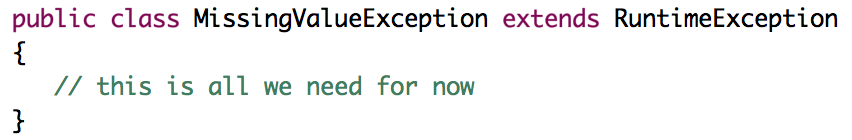 public class MissingValueException extends RuntimeException
{
   // this is all we need for now
}